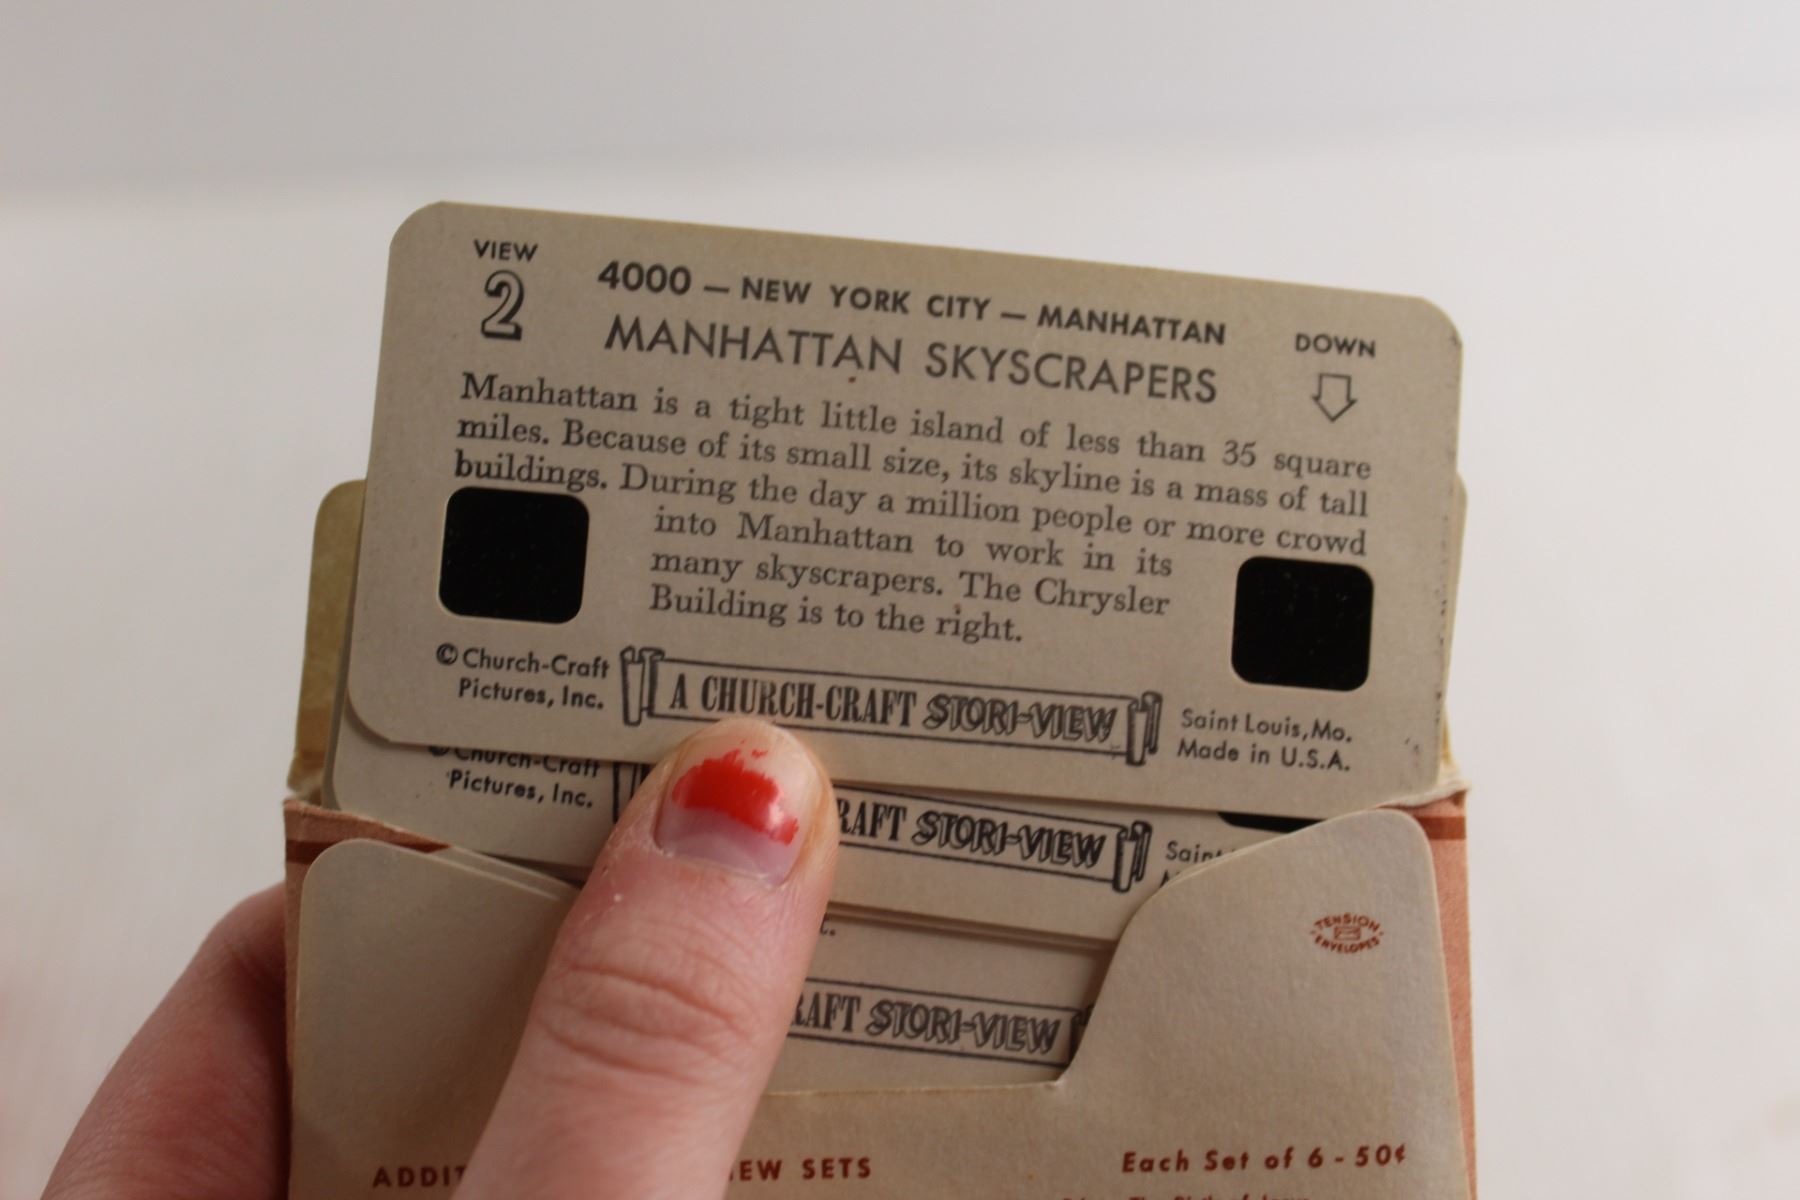 VIEW
2
4000 — NEW YORK CITY — MANHATTAN
MANHATTAN SKYSCRAPERS
DOWN
Manhattan is a tight little island of less than 35 square
miles. Because of its small size, its skyline is a mass of tall
buildings. During the day a million people or more crowd
into Manhattan to work in its
many skyscrapers. The Chrysler
Building is to the right.
© Church-Craft
Pictures, Inc.
A CHURCH-CRAFT STORI-VIEW
Saint Louis, Mo.
Made in U.S.A.
© Church-Craft
Pictures, Inc.
RAFT STORI-VIEW
Sain
TENSION
ENVELOPES
t.
RAFT STORI-VIEW
ADDIT
EW SETS
Each Set of 6 - 50¢